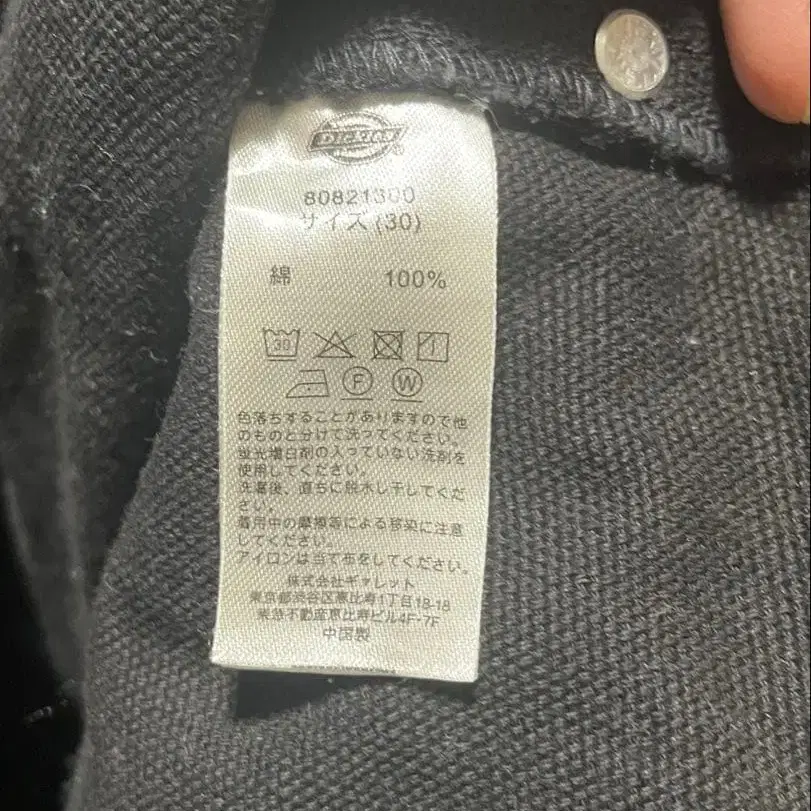 DICKIES
80821300
サイズ (30)
綿 100%
30
F W
色落ちすることがありますので他
のものと分けて洗ってください。
蛍光増白剤の入っていない洗剤を
使用してください。
洗濯後、直ちに脱水し干してくだ
さい。
着用中の摩擦等による移染に注意
してください。
アイロンは当て布をしてください。
株式会社ギャレット
東京都渋谷区恵比寿1丁目18-18
東急不動産恵比寿ビル4F-7F
中国製